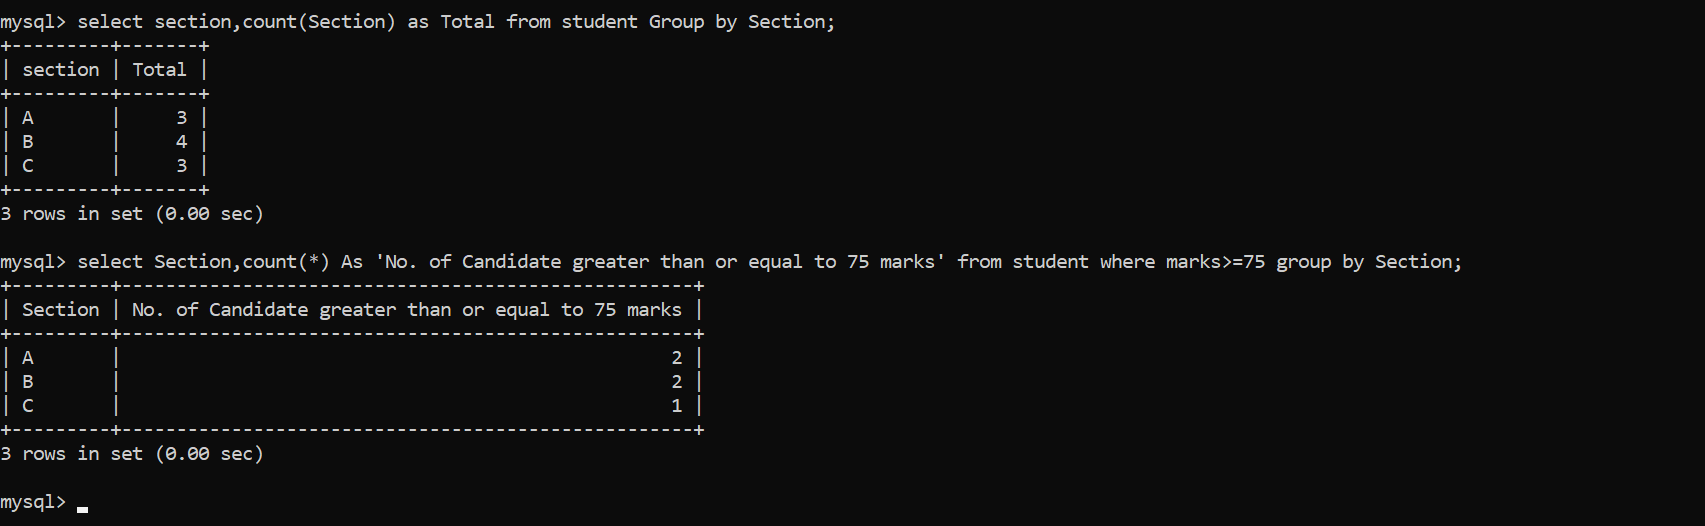 mysql> select section,count(Section) as Total from student Group by Section;
+---------+-------+
| section | Total |
+---------+-------+
| A       |     3 |
| B       |     4 |
| C       |     3 |
+---------+-------+
3 rows in set (0.00 sec)
mysql> select Section,count(*) As 'No. of Candidate greater than or equal to 75 marks' from student where marks>=75 group by Section;
+---------+----------------------------------------------------+
| Section | No. of Candidate greater than or equal to 75 marks |
+---------+----------------------------------------------------+
| A       |                                                  2 |
| B       |                                                  2 |
| C       |                                                  1 |
+---------+----------------------------------------------------+
3 rows in set (0.00 sec)
mysql>